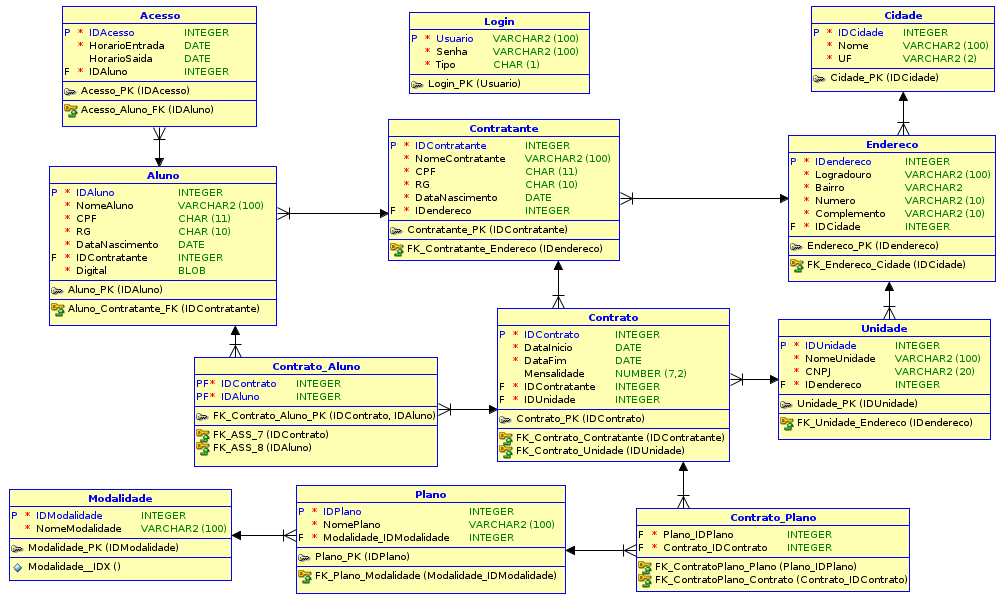 Acesso
P * IDAcesso INTEGER
* HorarioEntrada DATE
HorarioSaida DATE
F * IDAluno INTEGER
Acesso_PK (IDAcesso)
Acesso_Aluno_FK (IDAluno)
Login
P * Usuario VARCHAR2 (100)
* Senha VARCHAR2 (100)
* Tipo CHAR (1)
Login_PK (Usuario)
Cidade
P * IDCidade INTEGER
* Nome VARCHAR2 (100)
* UF VARCHAR2 (2)
Cidade_PK (IDCidade)
Contratante
P * IDContratante INTEGER
* NomeContratante VARCHAR2 (100)
* CPF CHAR (11)
* RG CHAR (10)
* DataNascimento DATE
F * IDendereco INTEGER
Contratante_PK (IDContratante)
FK_Contratante_Endereco (IDendereco)
Endereco
P * IDendereco INTEGER
* Logradouro VARCHAR2 (100)
* Bairro VARCHAR2
* Numero VARCHAR2 (10)
* Complemento VARCHAR2 (10)
F * IDCidade INTEGER
Endereco_PK (IDendereco)
FK_Endereco_Cidade (IDCidade)
Aluno
P * IDAluno INTEGER
* NomeAluno VARCHAR2 (100)
* CPF CHAR (11)
* RG CHAR (10)
* DataNascimento DATE
F * IDContratante INTEGER
* Digital BLOB
Aluno_PK (IDAluno)
Aluno_Contratante_FK (IDContratante)
Contrato
P * IDContrato INTEGER
* DataInicio DATE
* DataFim DATE
Mensalidade NUMBER (7,2)
F * IDContratante INTEGER
F * IDUnidade INTEGER
Contrato_PK (IDContrato)
FK_Contrato_Contratante (IDContratante)
FK_Contrato_Unidade (IDUnidade)
Unidade
P * IDUnidade INTEGER
* NomeUnidade VARCHAR2 (100)
* CNPJ VARCHAR2 (20)
F * IDendereco INTEGER
Unidade_PK (IDUnidade)
FK_Unidade_Endereco (IDendereco)
Contrato_Aluno
PF* IDContrato INTEGER
PF* IDAluno INTEGER
FK_Contrato_Aluno_PK (IDContrato, IDAluno)
FK_ASS_7 (IDContrato)
FK_ASS_8 (IDAluno)
Modalidade
P * IDModalidade INTEGER
* NomeModalidade VARCHAR2 (100)
Modalidade_PK (IDModalidade)
Modalidade__IDX ()
Plano
P * IDPlano INTEGER
* NomePlano VARCHAR2 (100)
F * Modalidade_IDModalidade INTEGER
Plano_PK (IDPlano)
FK_Plano_Modalidade (Modalidade_IDModalidade)
Contrato_Plano
F * Plano_IDPlano INTEGER
F * Contrato_IDContrato INTEGER
FK_ContratoPlano_Plano (Plano_IDPlano)
FK_ContratoPlano_Contrato (Contrato_IDContrato)